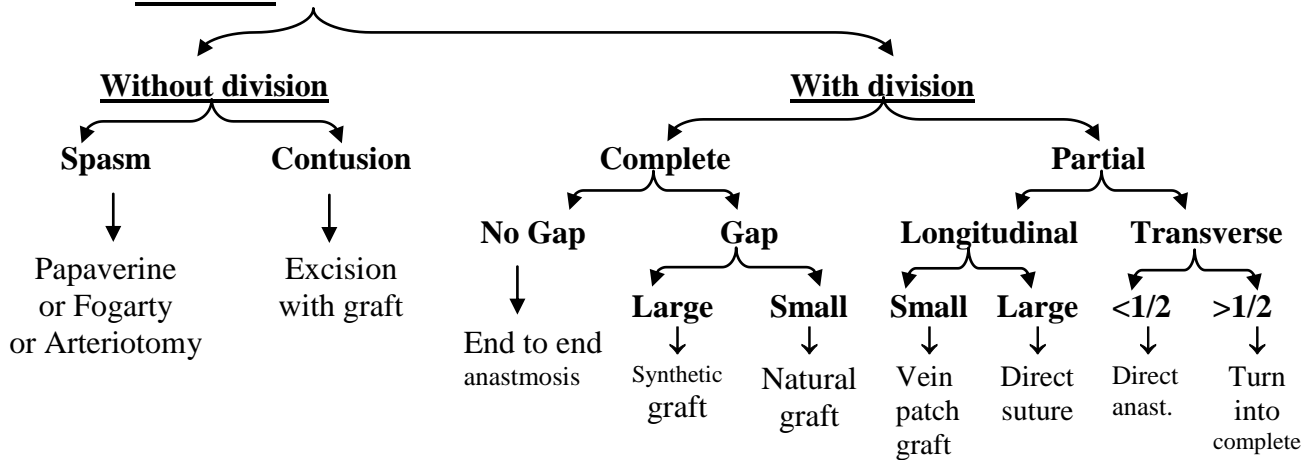 Without division
With division
Spasm
Contusion
Complete
Partial
No Gap
Gap
Longitudinal
Transverse
Papaverine
or Fogarty
or Arteriotomy
Excision
with graft
End to end
anastmosis
Large
Small
Small
Large
<1/2
>1/2
Synthetic
graft
Natural
graft
Vein
patch
graft
Direct
suture
Direct
anast.
Turn
into
complete